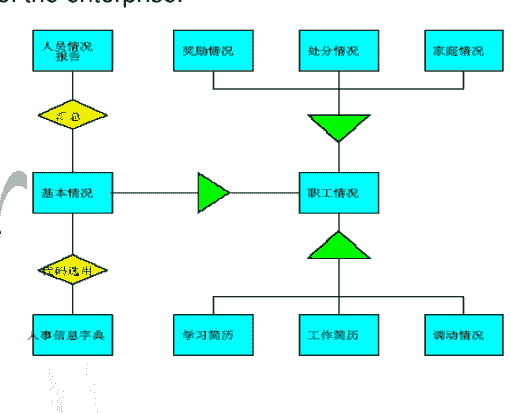 of the enterprise.
人员情况
报告
奖励情况
处分情况
家庭情况
汇总
基本情况
职工情况
代码选用
人事信息字典
学习简历
工作简历
调动情况